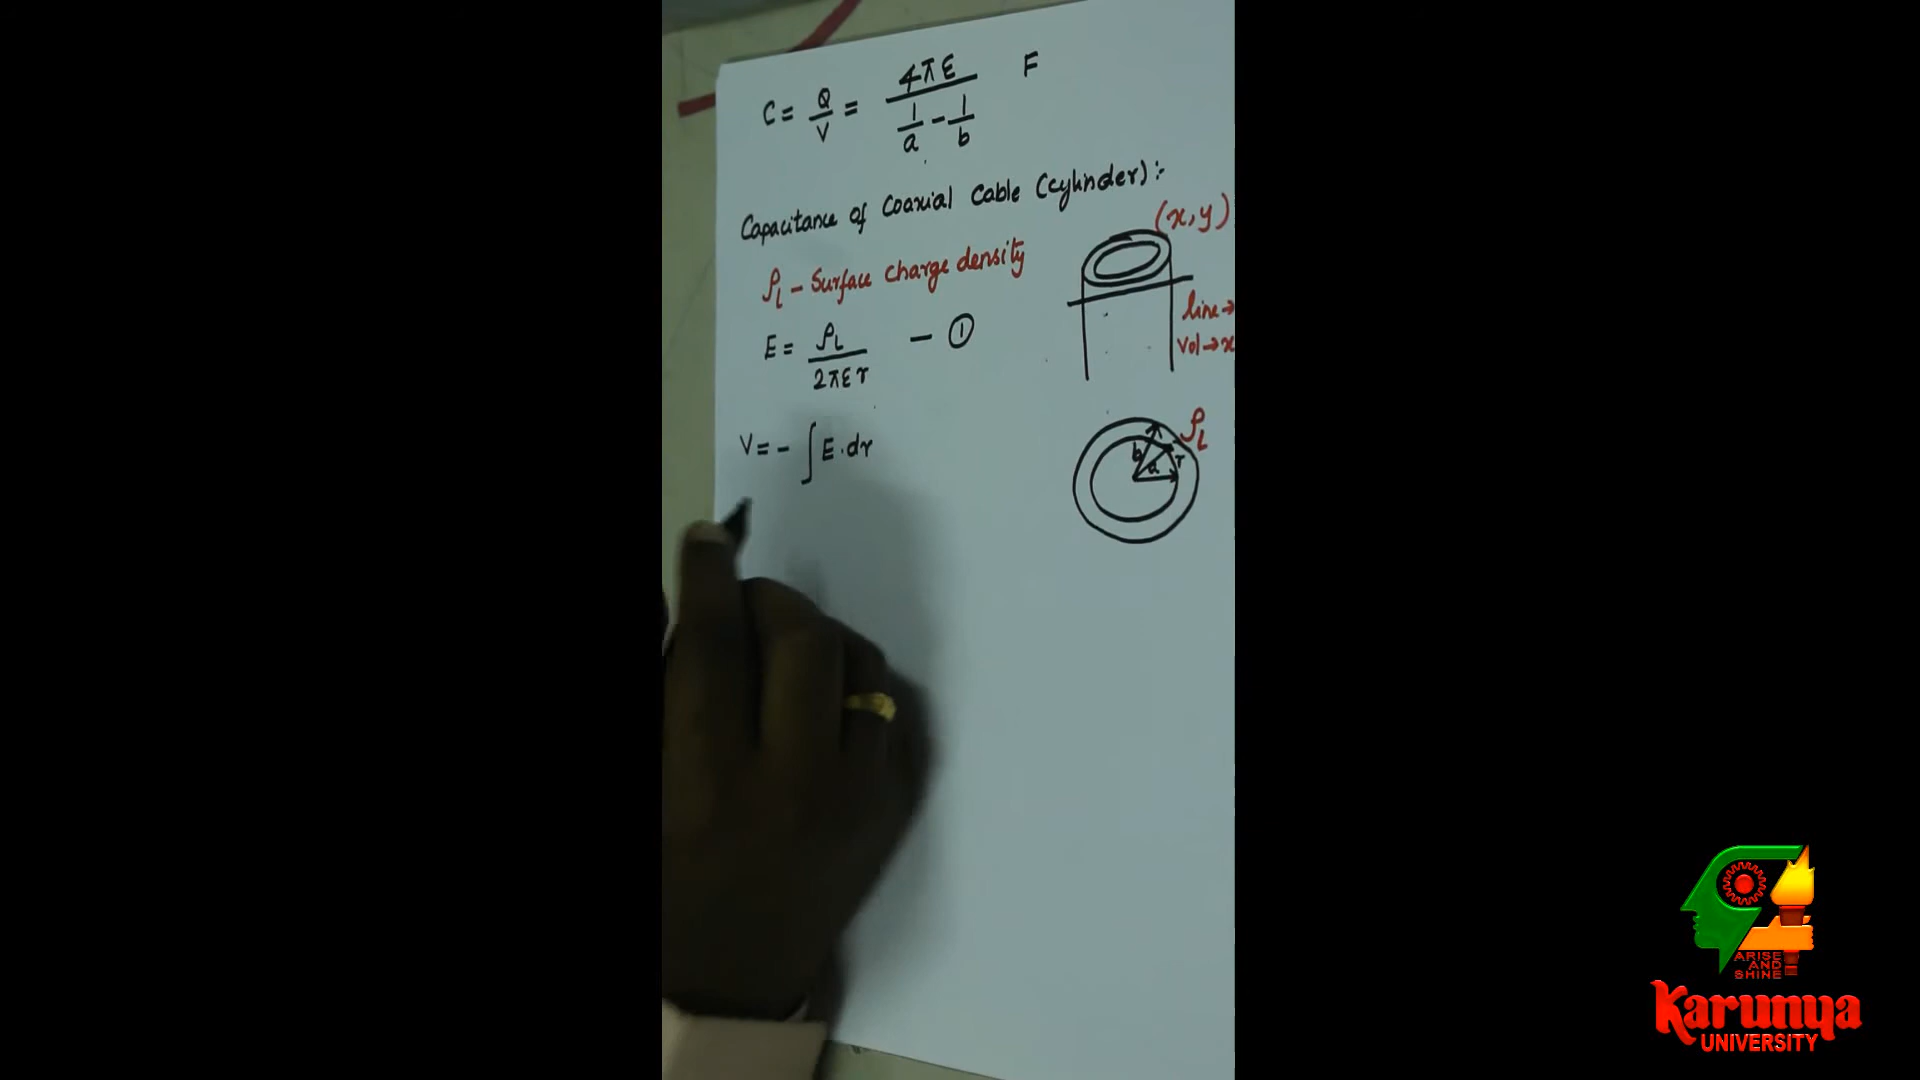 C = Q/V = 4πε / (1/a - 1/b) F
Capacitance of Coaxial Cable (cylinder):-
(x, y)
ρL - Surface charge density
E = ρL / 2πεr - ①
line →
Vol → x
V = - ∫ E . dr
ρL
b a r
ARISE
AND
SHINE
Karunya
UNIVERSITY